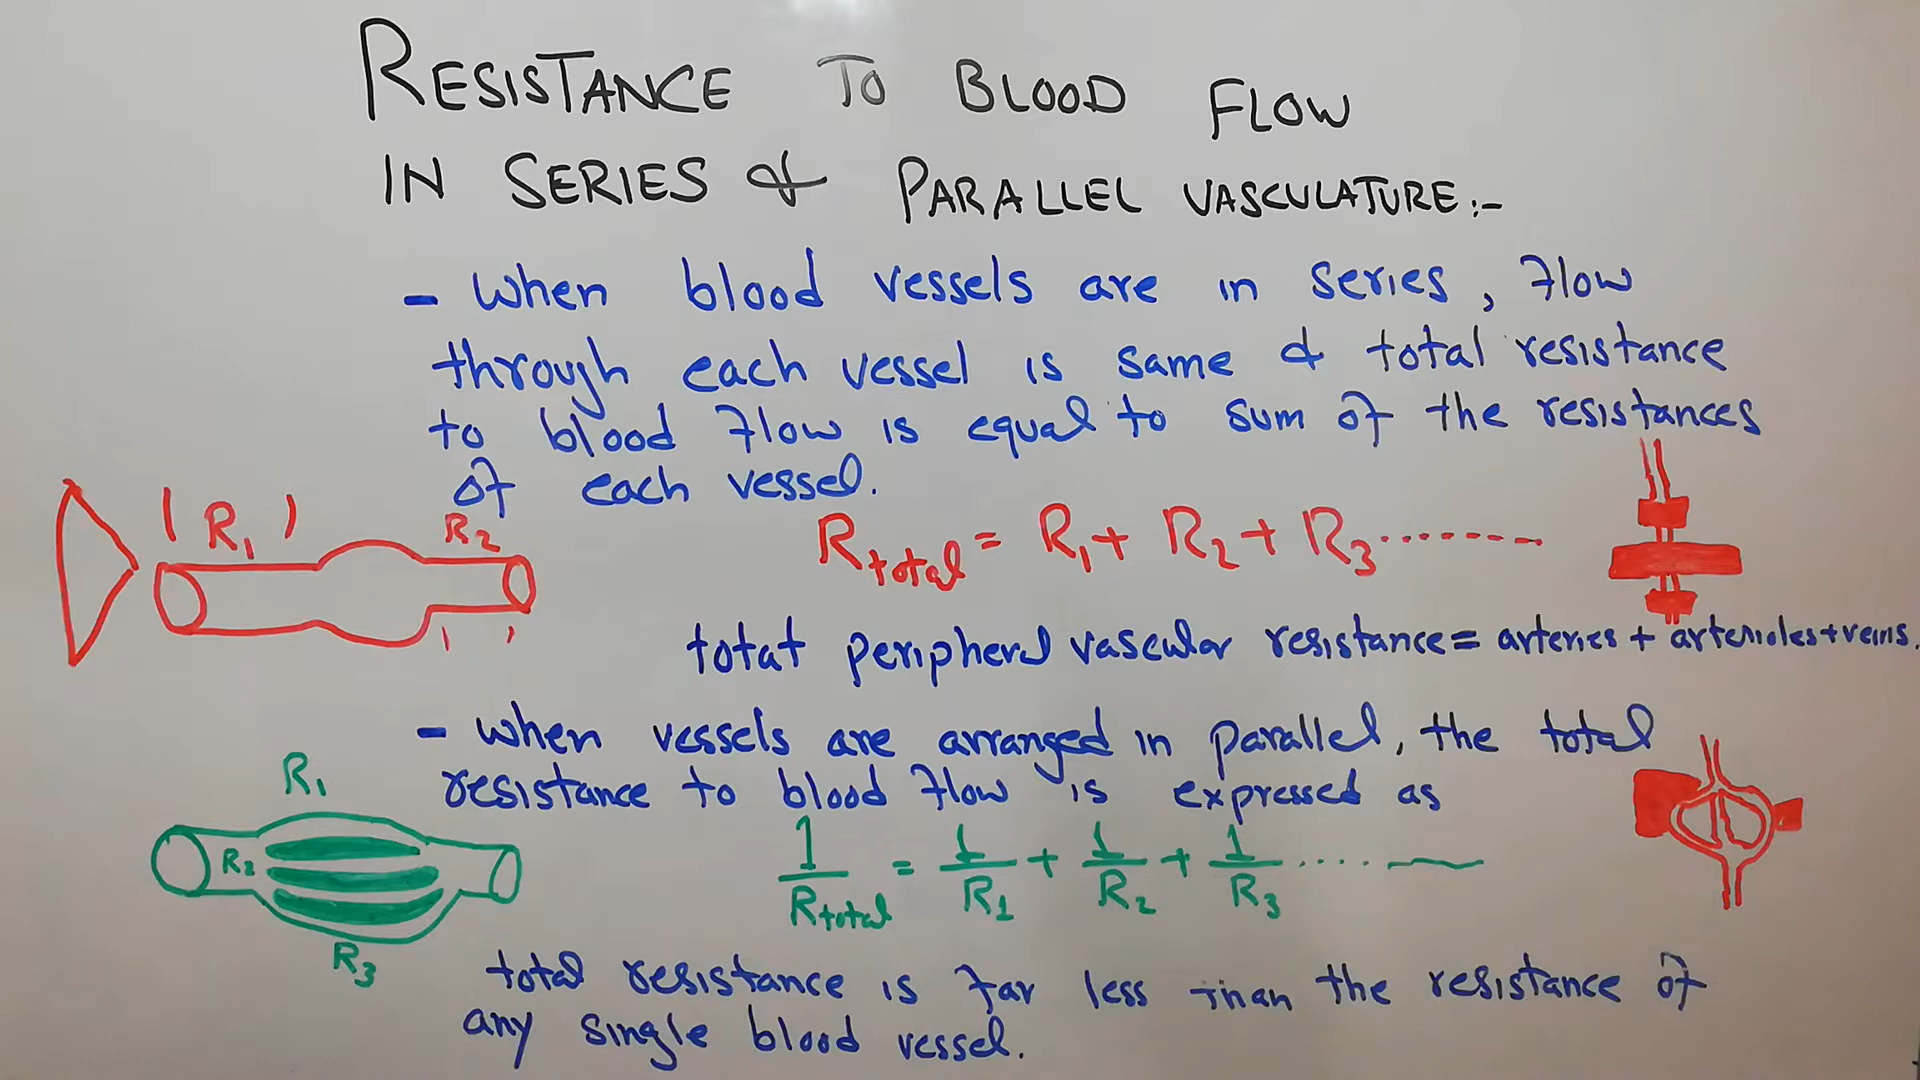 RESISTANCE TO BLOOD FLOW
IN SERIES & PARALLEL VASCULATURE:-
- when blood vessels are in series, flow
through each vessel is same & total resistance
to blood flow is equal to sum of the resistances
of each vessel.
R1 R2
Rtotal = R1 + R2 + R3 ........
totat peripheral vascular resistance = arteries + arterioles + veins.
- when vessels are arranged in parallel, the total
resistance to blood flow is expressed as
R1
R2
R3
1/Rtotal = 1/R1 + 1/R2 + 1/R3 ....
total resistance is far less than the resistance of
any single blood vessel.